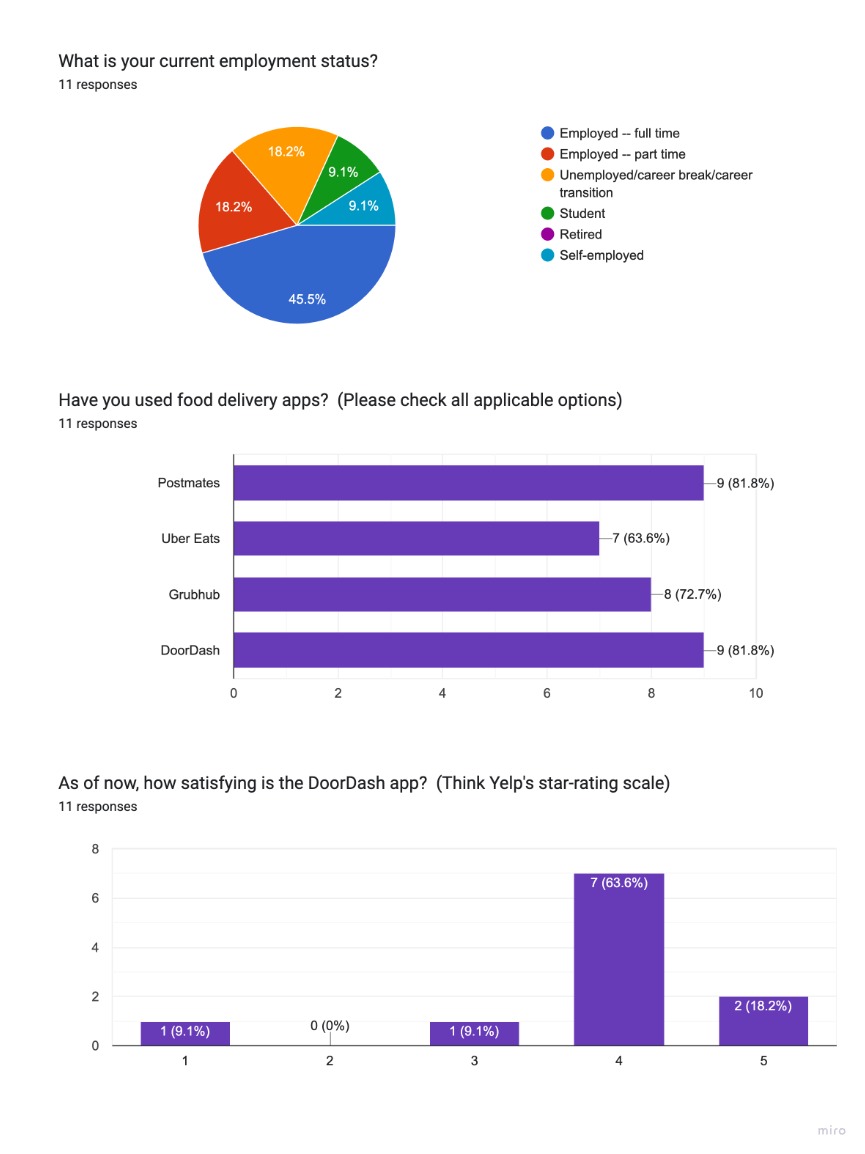 What is your current employment status?
11 responses
18.2%
9.1%
18.2%
9.1%
45.5%
Employed -- full time
Employed -- part time
Unemployed/career break/career
transition
Student
Retired
Self-employed
Have you used food delivery apps?  (Please check all applicable options)
11 responses
Postmates 9 (81.8%)
Uber Eats 7 (63.6%)
Grubhub 8 (72.7%)
DoorDash 9 (81.8%)
0 2 4 6 8 10
As of now, how satisfying is the DoorDash app?  (Think Yelp's star-rating scale)
11 responses
8
7 (63.6%)
6
4
2
2 (18.2%)
0 (0%)
1 (9.1%) 1 (9.1%)
0
1 2 3 4 5
miro